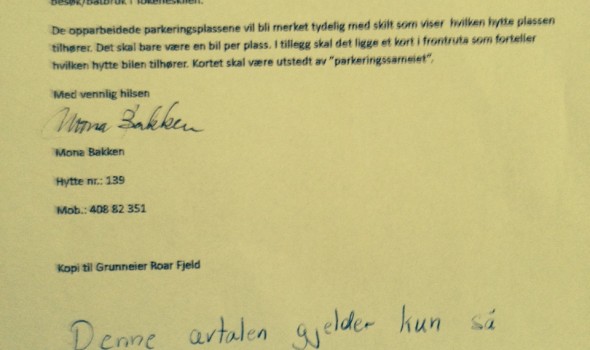 besøk/båtbruk i Tokeneskilen.
De opparbeidede parkeringsplassene vil bli merket tydelig med skilt som viser hvilken hytte plassen
tilhører. Det skal bare være en bil per plass. I tillegg skal det ligge et kort i frontruta som forteller
hvilken hytte bilen tilhører. Kortet skal være utstedt av "parkeringssameiet".
Med vennlig hilsen
Mona Bakken
Mona Bakken
Hytte nr.: 139
Mob.: 408 82 351
Kopi til Grunneier Roar Fjeld
Denne avtalen gjelder kun så